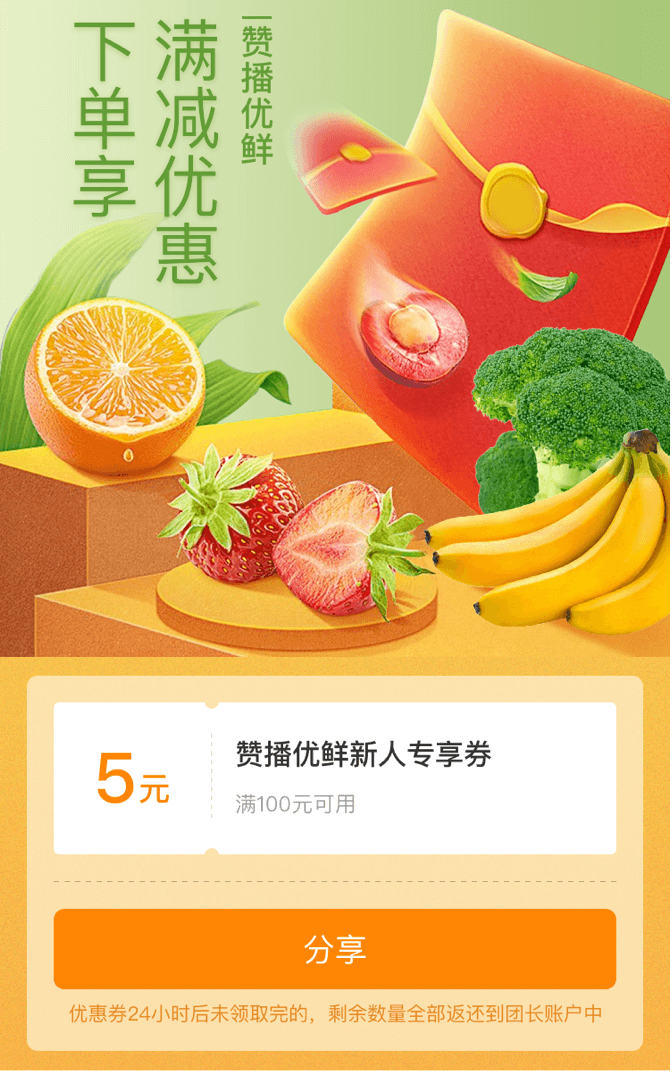 赞播优鲜
满减优惠
下单享
5元
赞播优鲜新人专享券
满100元可用
分享
优惠券24小时后未领取完的，剩余数量全部返还到团长账户中